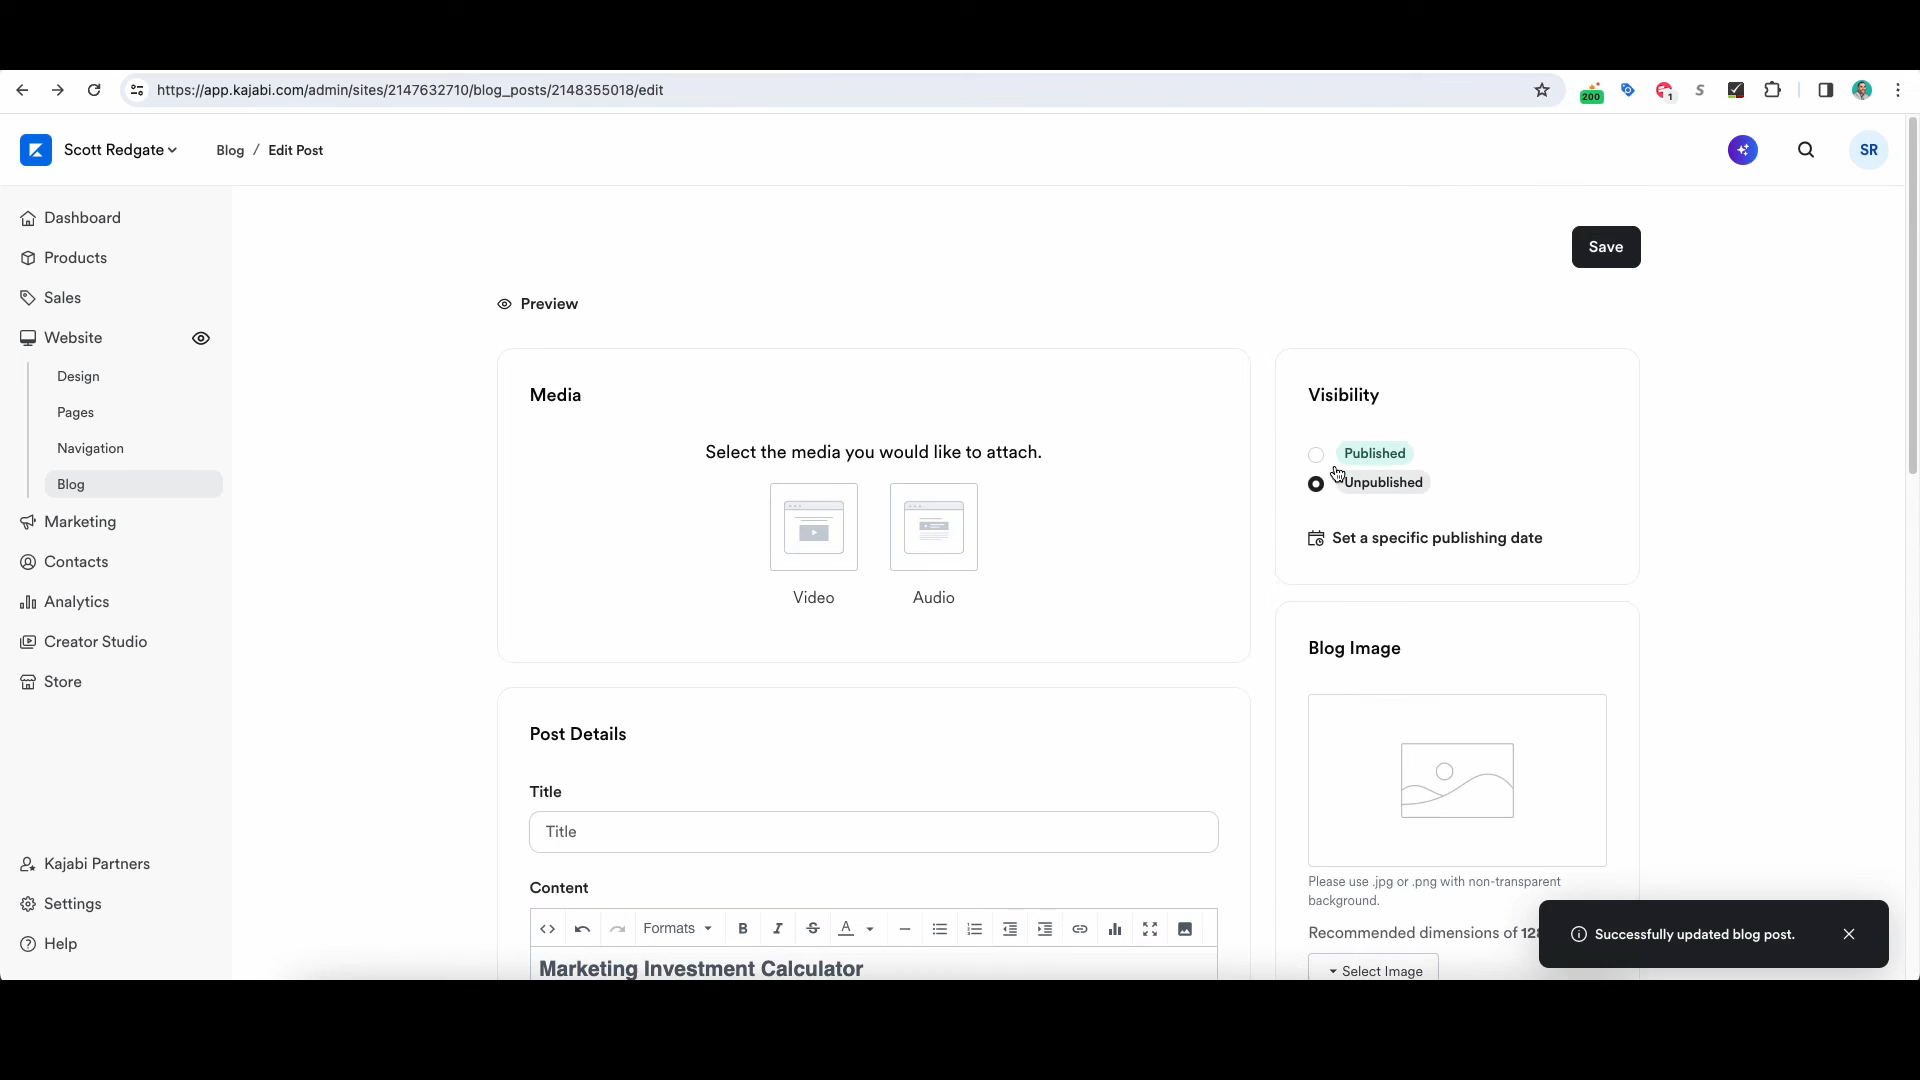 https://app.kajabi.com/admin/sites/2147632710/blog_posts/2148355018/edit
200
1
S
Scott Redgate
Blog / Edit Post
SR
Dashboard
Products
Sales
Website
Design
Pages
Navigation
Blog
Marketing
Contacts
Analytics
Creator Studio
Store
Kajabi Partners
Settings
Help
Save
Preview
Media
Select the media you would like to attach.
Video
Audio
Post Details
Title
Title
Content
Formats
B
I
S
A
Marketing Investment Calculator
Visibility
Published
Unpublished
Set a specific publishing date
Blog Image
Please use .jpg or .png with non-transparent
background.
Recommended dimensions of
Select Image
Successfully updated blog post.